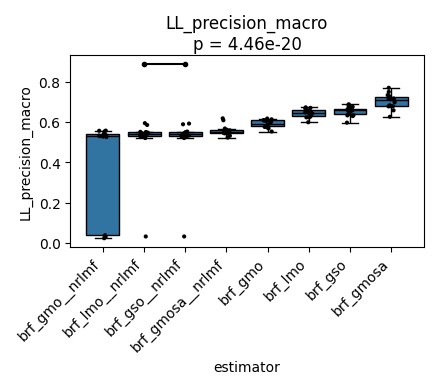 LL_precision_macro
p = 4.46e-20
LL_precision_macro
0.8
0.6
0.4
0.2
0.0
brf_gmo__nrlmf
brf_lmo__nrlmf
brf_gso__nrlmf
brf_gmosa__nrlmf
brf_gmo
brf_lmo
brf_gso
brf_gmosa
estimator